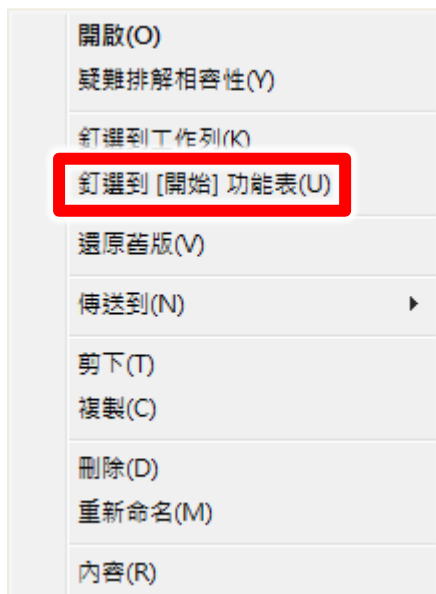 開啟(O)
疑難排解相容性(Y)
釘選到工作列(K)
釘選到 [開始] 功能表(U)
還原舊版(V)
傳送到(N)
剪下(T)
複製(C)
刪除(D)
重新命名(M)
內容(R)